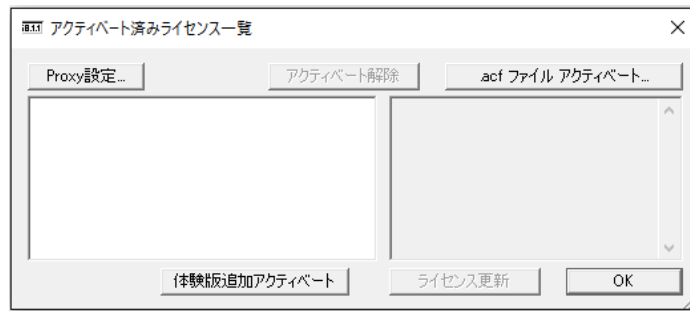 i8.1.1 アクティベート済みライセンス一覧
Proxy設定... アクティベート解除 .acf ファイル アクティベート...
体験版追加アクティベート ライセンス更新 OK